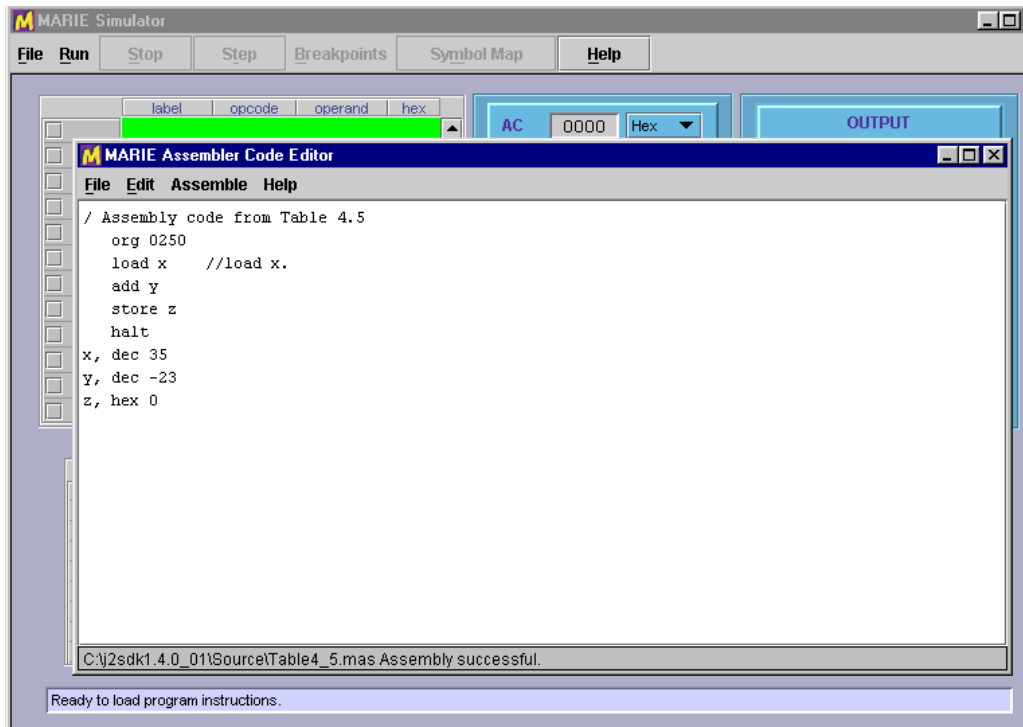 MARIE Simulator
File Run Stop Step Breakpoints Symbol Map Help
label opcode operand hex
AC 0000 Hex
OUTPUT
MARIE Assembler Code Editor
File Edit Assemble Help
/ Assembly code from Table 4.5
org 0250
load x //load x.
add y
store z
halt
x, dec 35
y, dec -23
z, hex 0
C:\j2sdk1.4.0_01\Source\Table4_5.mas Assembly successful.
Ready to load program instructions.